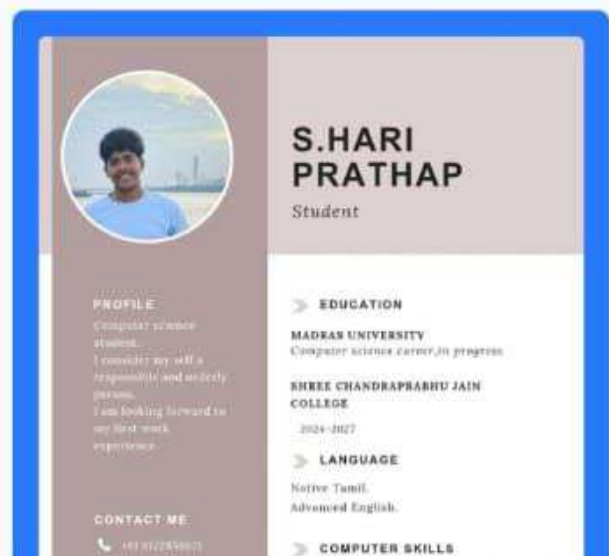 S.HARI
PRATHAP
Student
PROFILE
Computer science
student.
I consider my self a
responsible and orderly
person.
I am looking forward to
my first work
experience.
CONTACT ME
+91
EDUCATION
MADRAS UNIVERSITY
Computer science career,in progress
SHREE CHANDRAPRABHU JAIN
COLLEGE
2024-2027
LANGUAGE
Native Tamil.
Advanced English.
COMPUTER SKILLS